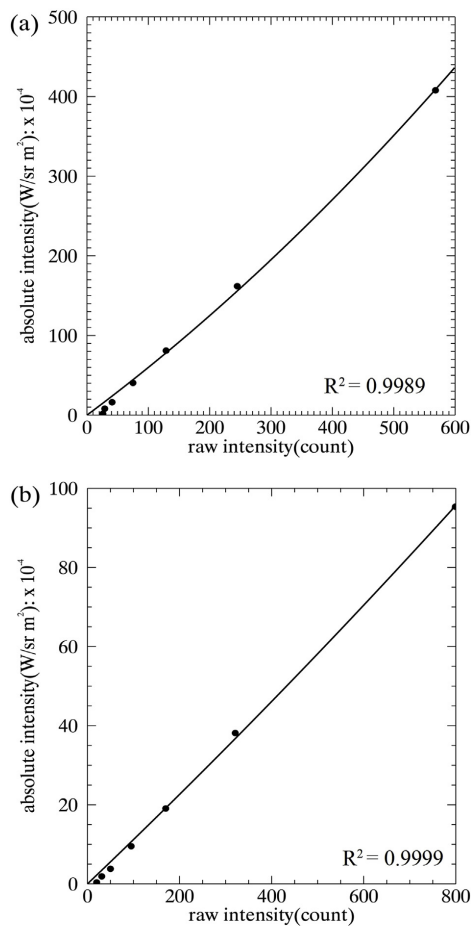 (a)
500
400
300
200
100
0
absolute intensity(W/sr m²): x 10⁻⁴
R² = 0.9989
0 100 200 300 400 500 600
raw intensity(count)
(b)
100
80
60
40
20
0
absolute intensity(W/sr m²): x 10⁻⁴
R² = 0.9999
0 200 400 600 800
raw intensity(count)